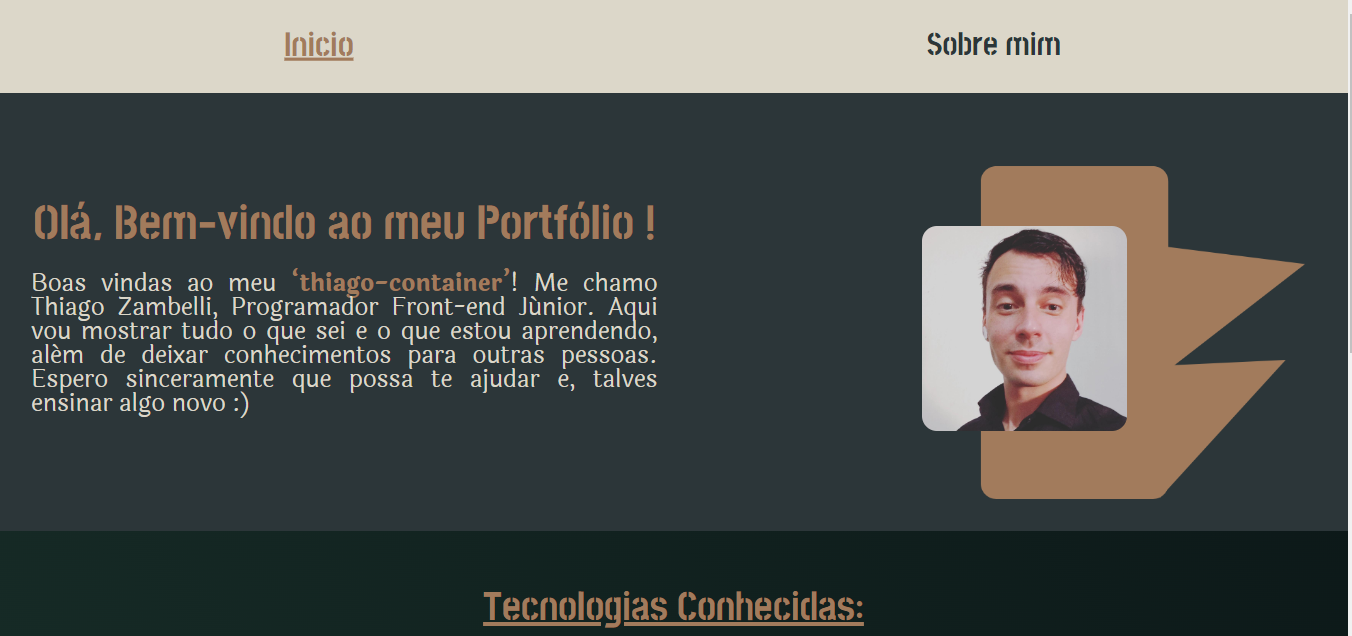 Inicio
Sobre mim
Olá, Bem-vindo ao meu Portfólio !
Boas vindas ao meu ‘thiago-container’! Me chamo
Thiago Zambelli, Programador Front-end Jùnior. Aqui
vou mostrar tudo o que sei e o que estou aprendendo,
alèm de deixar conhecimentos para outras pessoas.
Espero sinceramente que possa te ajudar e, talves
ensinar algo novo :)
Tecnologias Conhecidas: